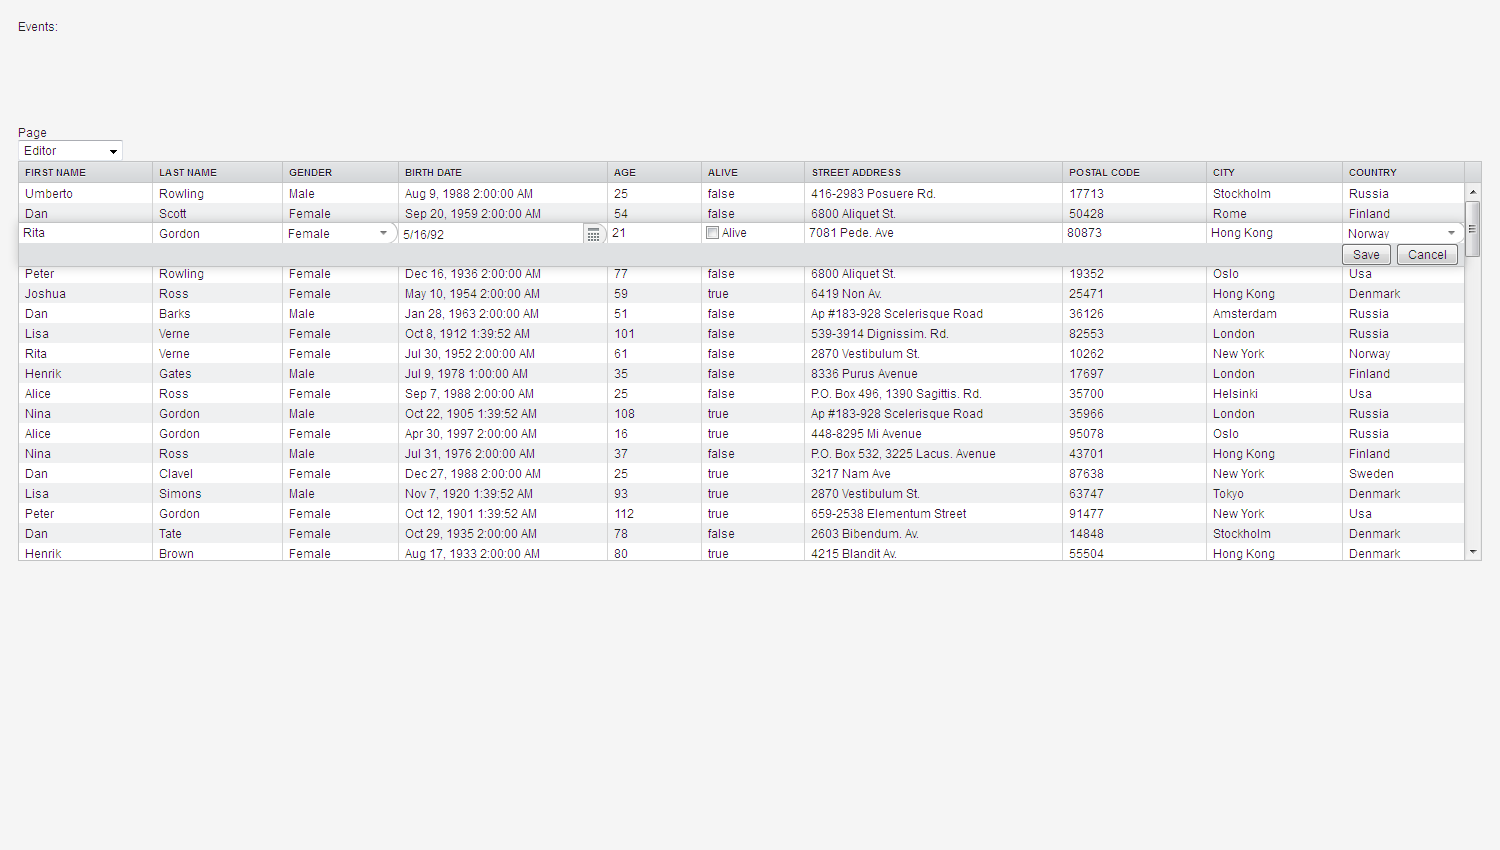 Events:
Page
Editor
FIRST NAME LAST NAME GENDER BIRTH DATE AGE ALIVE STREET ADDRESS POSTAL CODE CITY COUNTRY
Umberto Rowling Male Aug 9, 1988 2:00:00 AM 25 false 416-2983 Posuere Rd. 17713 Stockholm Russia
Dan Scott Female Sep 20, 1959 2:00:00 AM 54 false 6800 Aliquet St. 50428 Rome Finland
Rita Gordon Female 5/16/92 21 Alive 7081 Pede. Ave 80873 Hong Kong Norway
Save Cancel
Peter Rowling Female Dec 16, 1936 2:00:00 AM 77 false 6800 Aliquet St. 19352 Oslo Usa
Joshua Ross Female May 10, 1954 2:00:00 AM 59 true 6419 Non Av. 25471 Hong Kong Denmark
Dan Barks Male Jan 28, 1963 2:00:00 AM 51 false Ap #183-928 Scelerisque Road 36126 Amsterdam Russia
Lisa Verne Female Oct 8, 1912 1:39:52 AM 101 false 539-3914 Dignissim. Rd. 82553 London Russia
Rita Verne Female Jul 30, 1952 2:00:00 AM 61 false 2870 Vestibulum St. 10262 New York Norway
Henrik Gates Male Jul 9, 1978 1:00:00 AM 35 false 8336 Purus Avenue 17697 London Finland
Alice Ross Female Sep 7, 1988 2:00:00 AM 25 false P.O. Box 496, 1390 Sagittis. Rd. 35700 Helsinki Usa
Nina Gordon Male Oct 22, 1905 1:39:52 AM 108 true Ap #183-928 Scelerisque Road 35966 London Russia
Alice Gordon Female Apr 30, 1997 2:00:00 AM 16 true 448-8295 Mi Avenue 95078 Oslo Russia
Nina Ross Male Jul 31, 1976 2:00:00 AM 37 false P.O. Box 532, 3225 Lacus. Avenue 43701 Hong Kong Finland
Dan Clavel Female Dec 27, 1988 2:00:00 AM 25 true 3217 Nam Ave 87638 New York Sweden
Lisa Simons Male Nov 7, 1920 1:39:52 AM 93 true 2870 Vestibulum St. 63747 Tokyo Denmark
Peter Gordon Female Oct 12, 1901 1:39:52 AM 112 true 659-2538 Elementum Street 91477 New York Usa
Dan Tate Female Oct 29, 1935 2:00:00 AM 78 false 2603 Bibendum. Av. 14848 Stockholm Denmark
Henrik Brown Female Aug 17, 1933 2:00:00 AM 80 true 4215 Blandit Av. 55504 Hong Kong Denmark